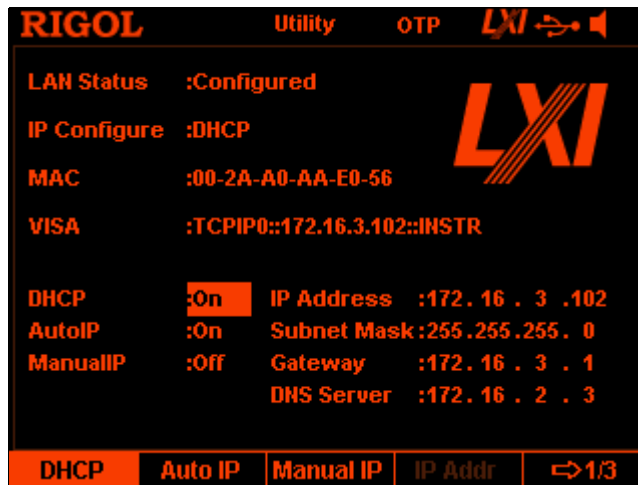 RIGOL Utility OTP LXI
LAN Status :Configured
LXI
IP Configure :DHCP
MAC :00-2A-A0-AA-E0-56
VISA :TCPIP0::172.16.3.102::INSTR
DHCP :On IP Address :172. 16 . 3 .102
AutoIP :On Subnet Mask:255.255.255. 0
ManualIP :Off Gateway :172. 16 . 3 . 1
DNS Server :172. 16 . 2 . 3
DHCP Auto IP Manual IP IP Addr ⇨1/3